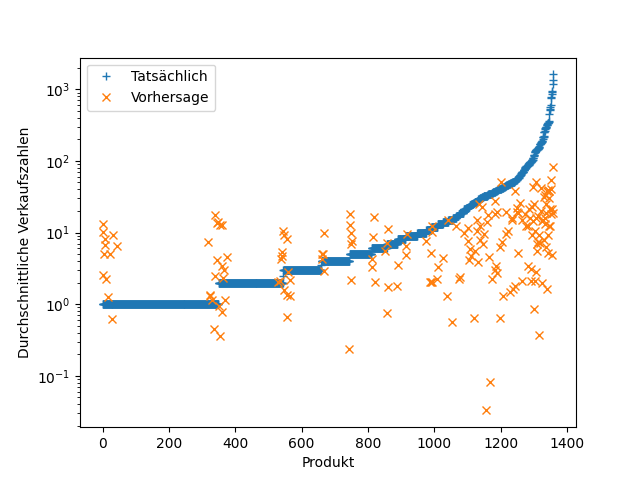 Tatsächlich
Vorhersage
Durchschnittliche Verkaufszahlen
10³
10²
10¹
10⁰
10⁻¹
0 200 400 600 800 1000 1200 1400
Produkt